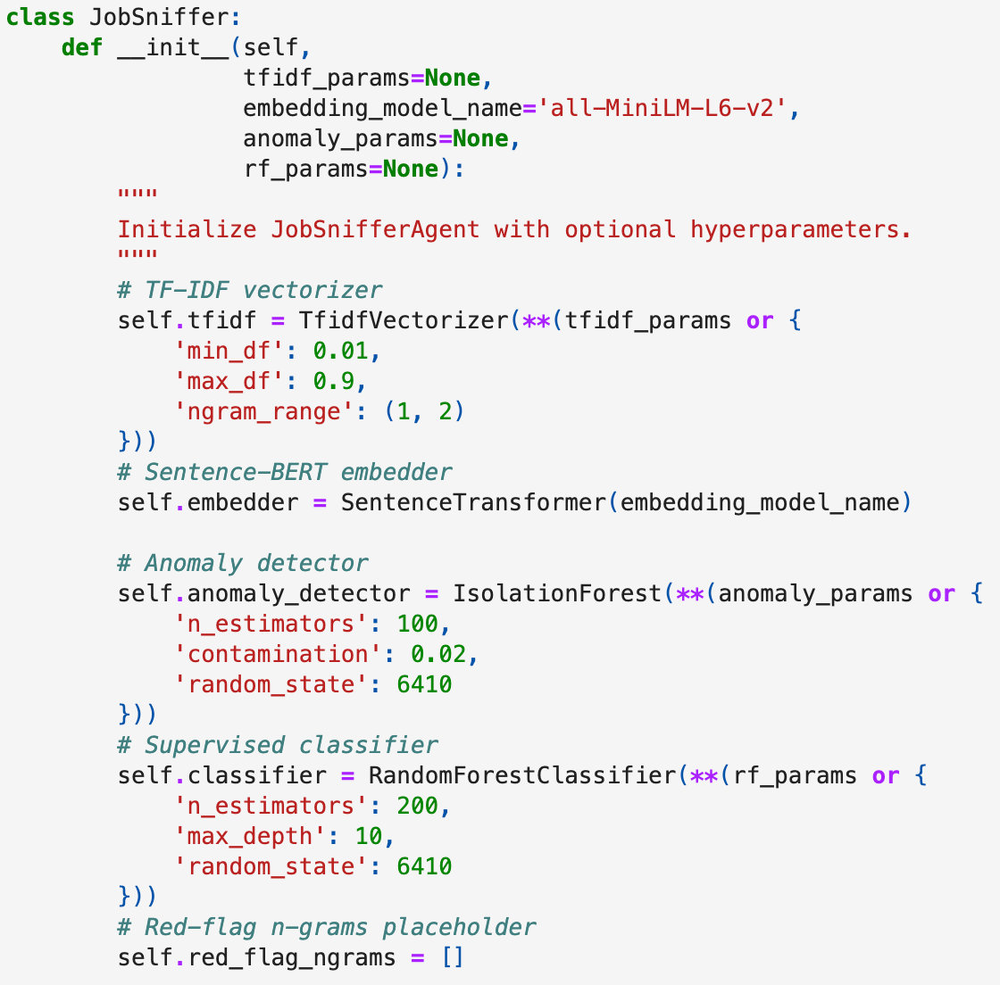 class JobSniffer:
    def __init__(self,
                 tfidf_params=None,
                 embedding_model_name='all-MiniLM-L6-v2',
                 anomaly_params=None,
                 rf_params=None):
        """
        Initialize JobSnifferAgent with optional hyperparameters.
        """
        # TF-IDF vectorizer
        self.tfidf = TfidfVectorizer(**(tfidf_params or {
            'min_df': 0.01,
            'max_df': 0.9,
            'ngram_range': (1, 2)
        }))
        # Sentence-BERT embedder
        self.embedder = SentenceTransformer(embedding_model_name)

        # Anomaly detector
        self.anomaly_detector = IsolationForest(**(anomaly_params or {
            'n_estimators': 100,
            'contamination': 0.02,
            'random_state': 6410
        }))
        # Supervised classifier
        self.classifier = RandomForestClassifier(**(rf_params or {
            'n_estimators': 200,
            'max_depth': 10,
            'random_state': 6410
        }))
        # Red-flag n-grams placeholder
        self.red_flag_ngrams = []